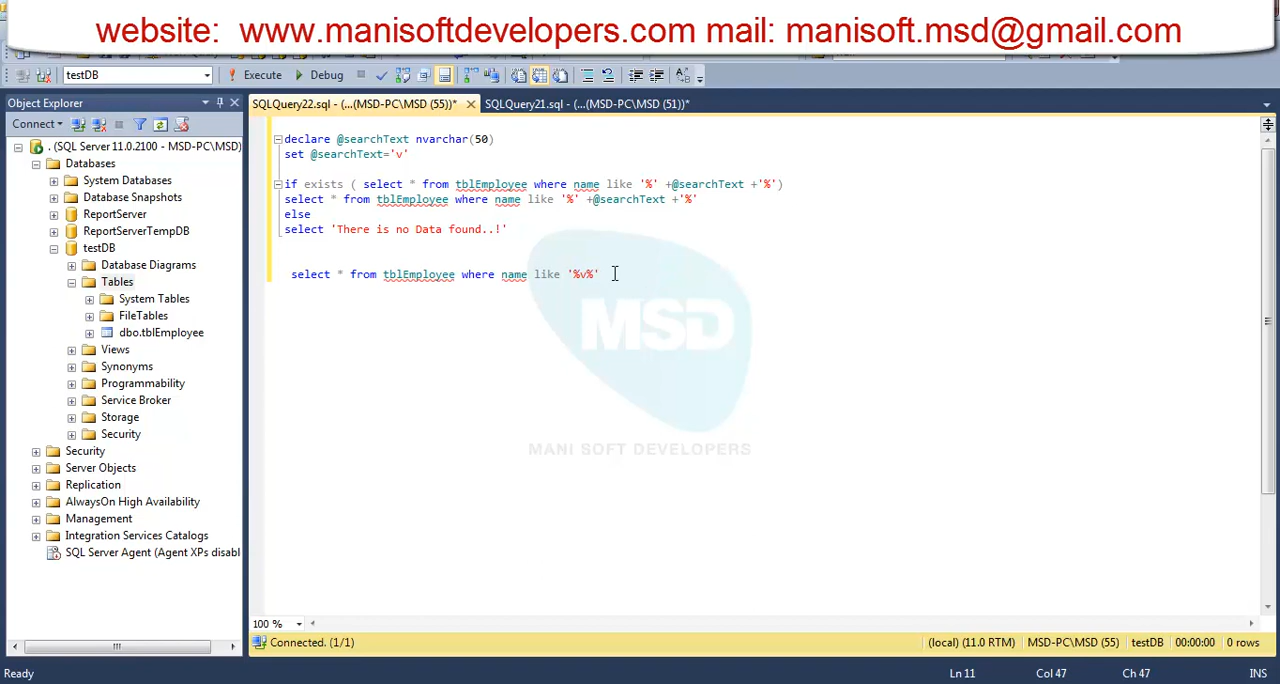 website: www.manisoftdevelopers.com mail: manisoft.msd@gmail.com
testDB
Execute
Debug
Object Explorer
SQLQuery22.sql - (...(MSD-PC\MSD (55))*
SQLQuery21.sql - (...(MSD-PC\MSD (51))*
Connect
. (SQL Server 11.0.2100 - MSD-PC\MSD)
Databases
System Databases
Database Snapshots
ReportServer
ReportServerTempDB
testDB
Database Diagrams
Tables
System Tables
FileTables
dbo.tblEmployee
Views
Synonyms
Programmability
Service Broker
Storage
Security
Security
Server Objects
Replication
AlwaysOn High Availability
Management
Integration Services Catalogs
SQL Server Agent (Agent XPs disabl
declare @searchText nvarchar(50)
set @searchText='v'
if exists ( select * from tblEmployee where name like '%' +@searchText +'%')
select * from tblEmployee where name like '%' +@searchText +'%'
else
select 'There is no Data found..!'
select * from tblEmployee where name like '%v%'
MSD
MANI SOFT DEVELOPERS
100 %
Connected. (1/1)
(local) (11.0 RTM)
MSD-PC\MSD (55)
testDB
00:00:00
0 rows
Ready
Ln 11
Col 47
Ch 47
INS